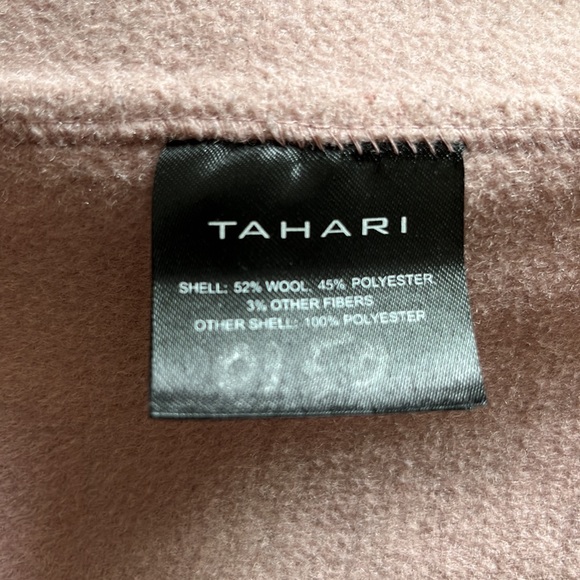 TAHARI
SHELL: 52% WOOL, 45% POLYESTER,
3% OTHER FIBERS
OTHER SHELL: 100% POLYESTER